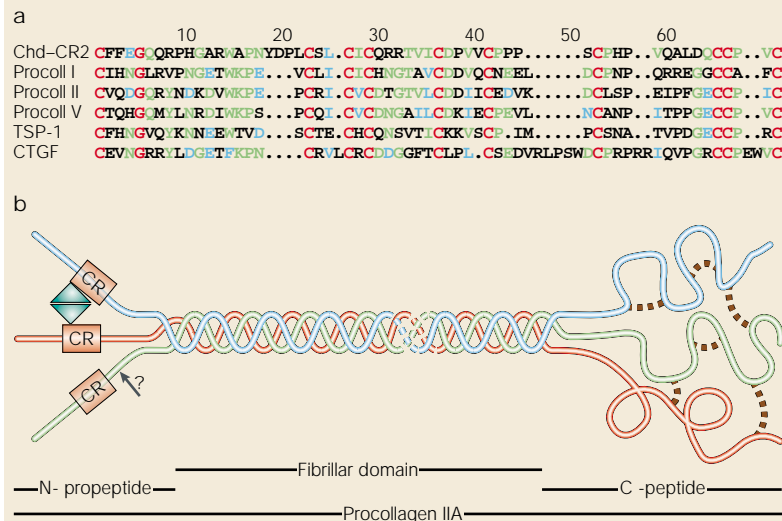 a
10 20 30 40 50 60
Chd–CR2 CFFEGQQRPHGARWAPNYDPLCSL.CICQRRTVICDPVVCPPP......SCPHP..VQALDQCCP..VC
Procoll I CIHNGLRVPNGETWKPE...VCLI.CICHNGTAVCDDVQCNEEL.....DCPNP..QRREGGCCA..FC
Procoll II CVQDGQRYNDKDVWKPE...PCRI.CVCDTGTVLCDDIICEDVK.....DCLSP..EIPFGECCP..IC
Procoll V CTQHGQMYLNRDIWKPS...PCQI.CVCDNGAILCDKIECPEVL.....NCANP..ITPPGECCP..VC
TSP-1 CFHNGVQYKNNEEWTVD...SCTE.CHCQNSVTICKKVSCP.IM.....PCSNA..TVPDGECCP..RC
CTGF CEVNGRRYLDGETFKPN....CRVLCRCDDGGFTCLPL.CSEDVRLPSWDCPRPRRIQVPGRCCPEWVC
b
CR
CR
CR
?
Fibrillar domain
N- propeptide
C -peptide
Procollagen IIA